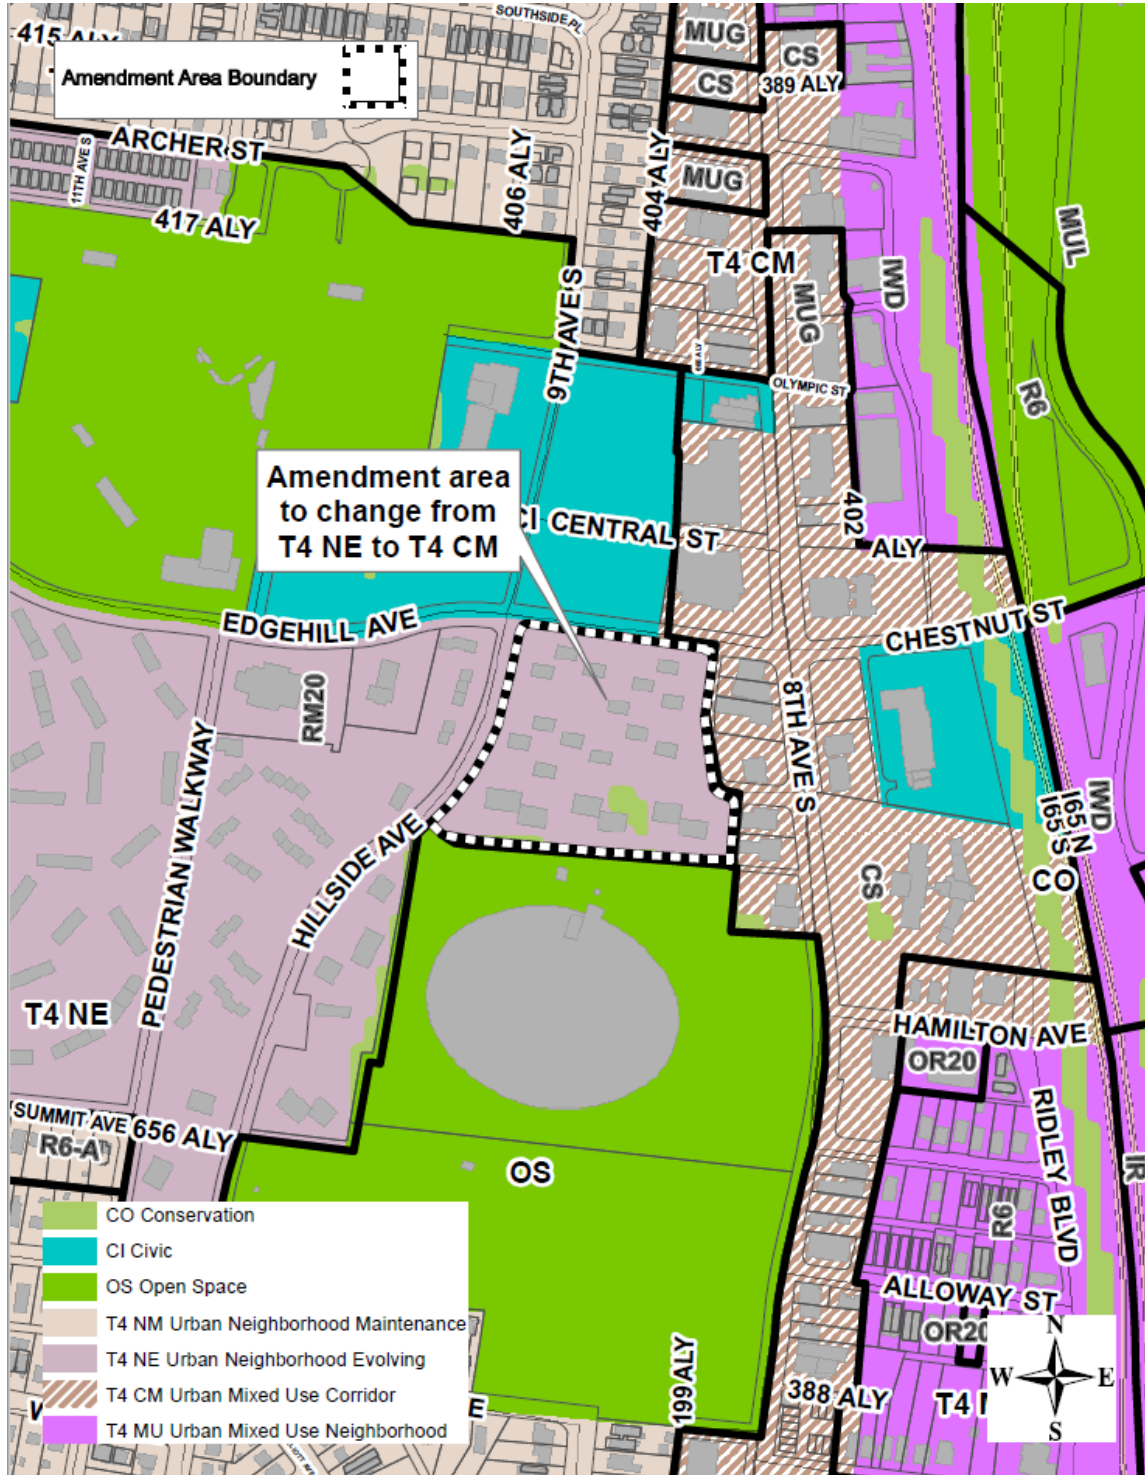 SOUTHSIDE PL
415 ALY
MUG
CS
Amendment Area Boundary
CS
389 ALY
ARCHER ST
11TH AVE S
406 ALY
404 ALY
MUG
417 ALY
MUL
T4 CM
IWD
9TH AVE S
MUG
OLYMPIC ST
R6
Amendment area
to change from
T4 NE to T4 CM
CI
CENTRAL ST
402
ALY
EDGEHILL AVE
CHESTNUT ST
RM20
8TH AVE S
PEDESTRIAN WALKWAY
HILLSIDE AVE
I65 N
I65 S
IWD
CS
CO
T4 NE
HAMILTON AVE
OR20
SUMMIT AVE
656 ALY
R6-A
RIDLEY BLVD
IR
OS
R6
CO Conservation
CI Civic
OS Open Space
T4 NM Urban Neighborhood Maintenance
T4 NE Urban Neighborhood Evolving
T4 CM Urban Mixed Use Corridor
T4 MU Urban Mixed Use Neighborhood
ALLOWAY ST
OR20
199 ALY
388 ALY
N
W E
S